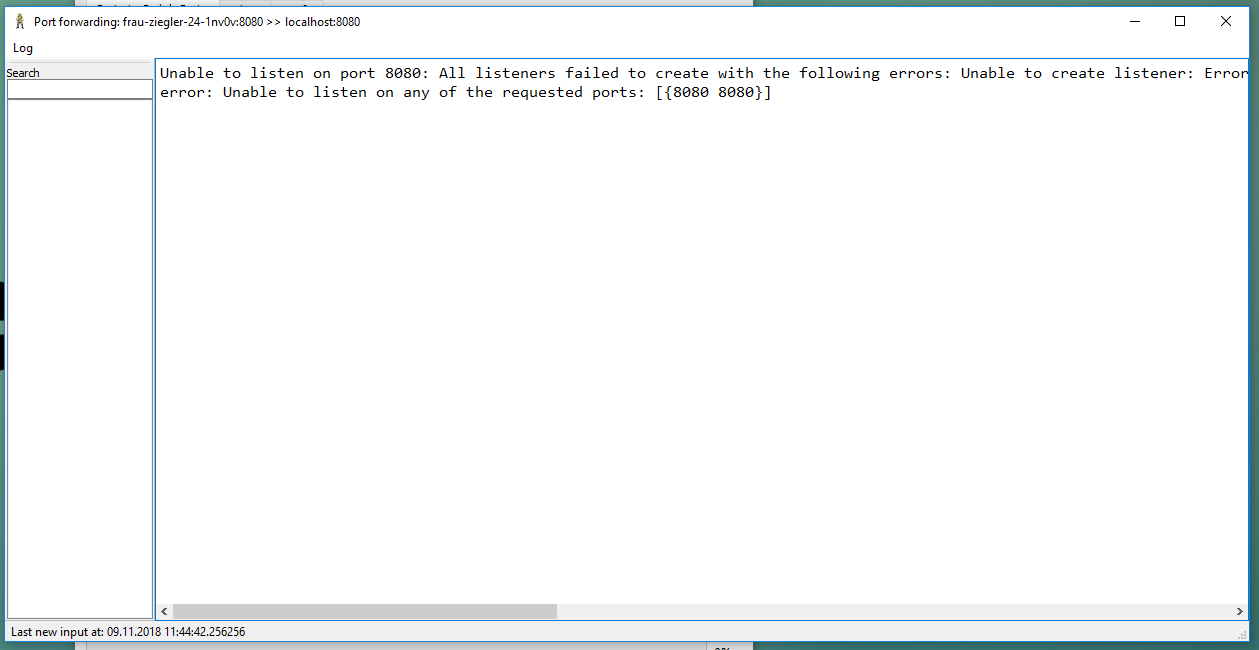 Port forwarding: frau-ziegler-24-1nv0v:8080 >> localhost:8080
Log
Search
Unable to listen on port 8080: All listeners failed to create with the following errors: Unable to create listener: Error
error: Unable to listen on any of the requested ports: [{8080 8080}]
Last new input at: 09.11.2018 11:44:42.256256